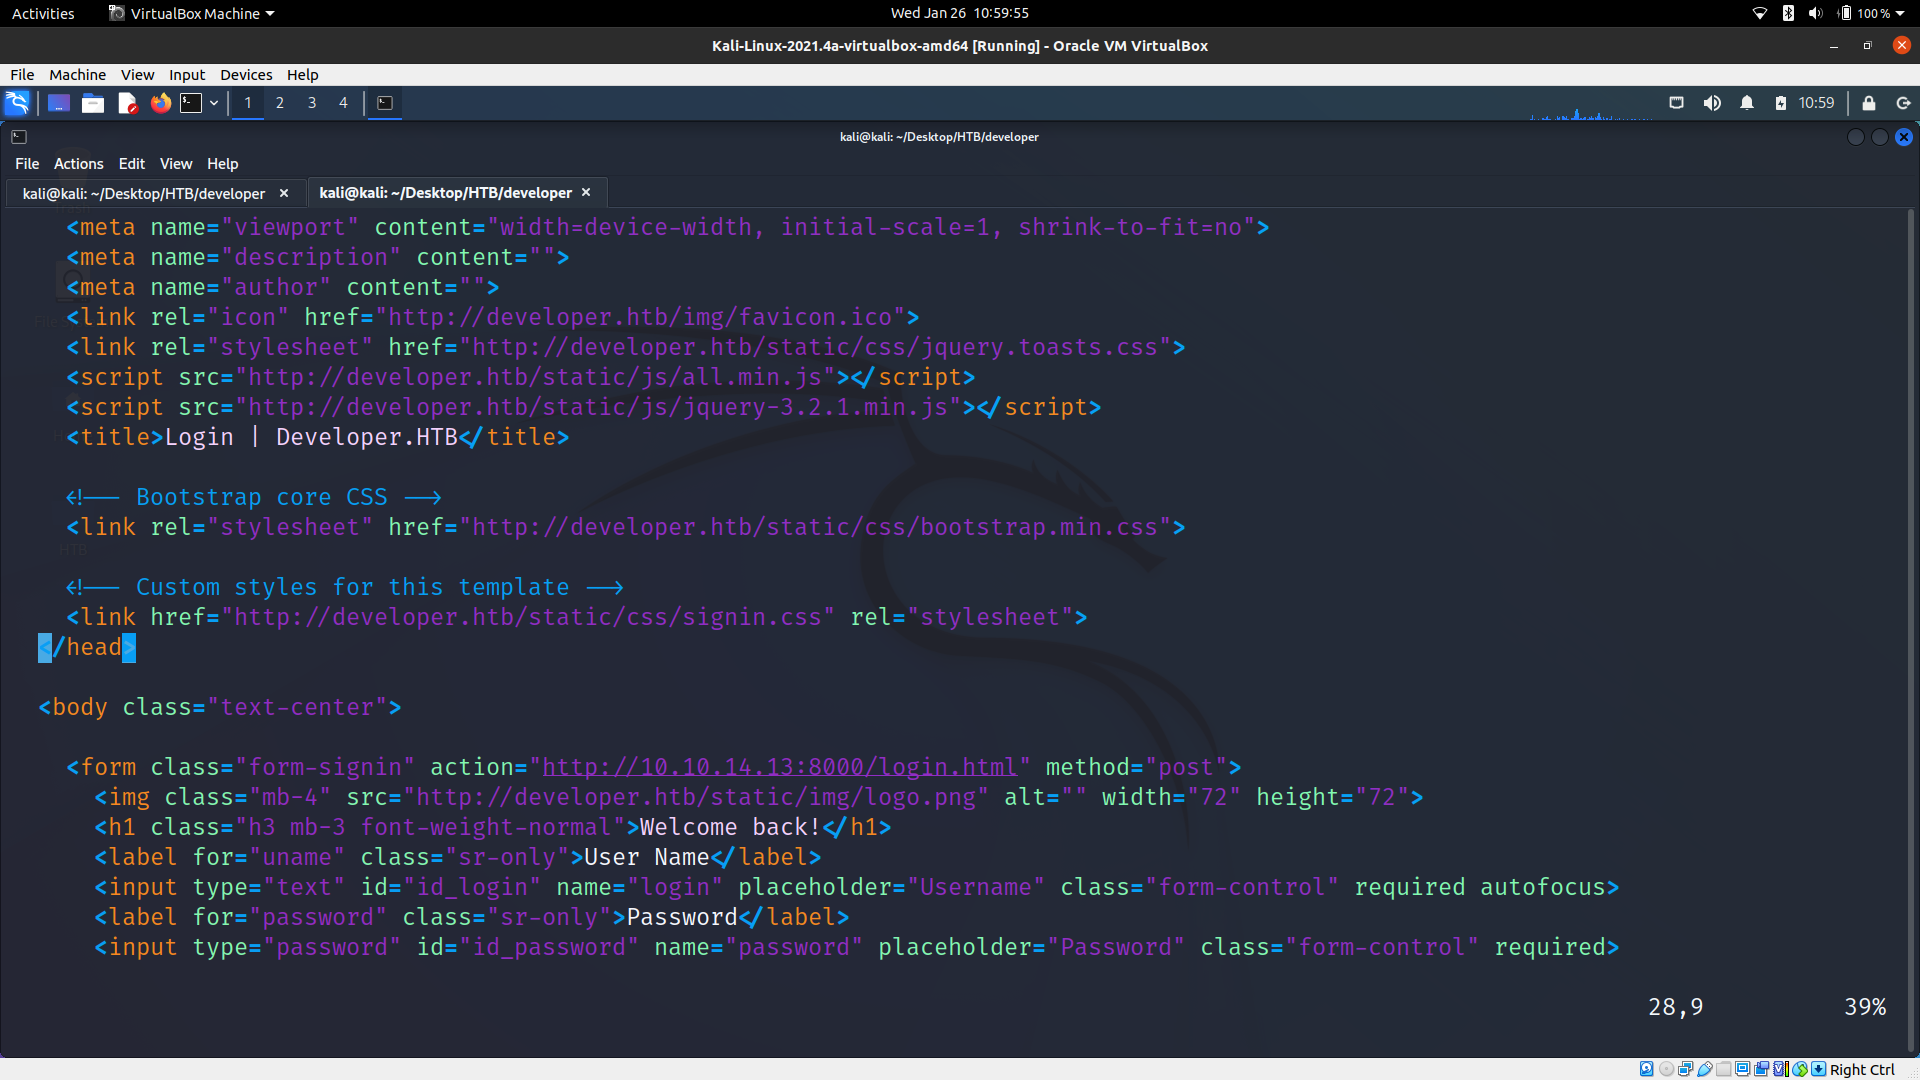 Activities VirtualBox Machine Wed Jan 26 10:59:55 100 %
Kali-Linux-2021.4a-virtualbox-amd64 [Running] - Oracle VM VirtualBox
File Machine View Input Devices Help
1 2 3 4 10:59
kali@kali: ~/Desktop/HTB/developer
File Actions Edit View Help
kali@kali: ~/Desktop/HTB/developer × kali@kali: ~/Desktop/HTB/developer ×
<meta name="viewport" content="width=device-width, initial-scale=1, shrink-to-fit=no">
<meta name="description" content="">
<meta name="author" content="">
<link rel="icon" href="http://developer.htb/img/favicon.ico">
<link rel="stylesheet" href="http://developer.htb/static/css/jquery.toasts.css">
<script src="http://developer.htb/static/js/all.min.js"></script>
<script src="http://developer.htb/static/js/jquery-3.2.1.min.js"></script>
<title>Login | Developer.HTB</title>
<!-- Bootstrap core CSS -->
<link rel="stylesheet" href="http://developer.htb/static/css/bootstrap.min.css">
HTB
<!-- Custom styles for this template -->
<link href="http://developer.htb/static/css/signin.css" rel="stylesheet">
</head>
<body class="text-center">
<form class="form-signin" action="http://10.10.14.13:8000/login.html" method="post">
<img class="mb-4" src="http://developer.htb/static/img/logo.png" alt="" width="72" height="72">
<h1 class="h3 mb-3 font-weight-normal">Welcome back!</h1>
<label for="uname" class="sr-only">User Name</label>
<input type="text" id="id_login" name="login" placeholder="Username" class="form-control" required autofocus>
<label for="password" class="sr-only">Password</label>
<input type="password" id="id_password" name="password" placeholder="Password" class="form-control" required>
28,9 39%
Right Ctrl